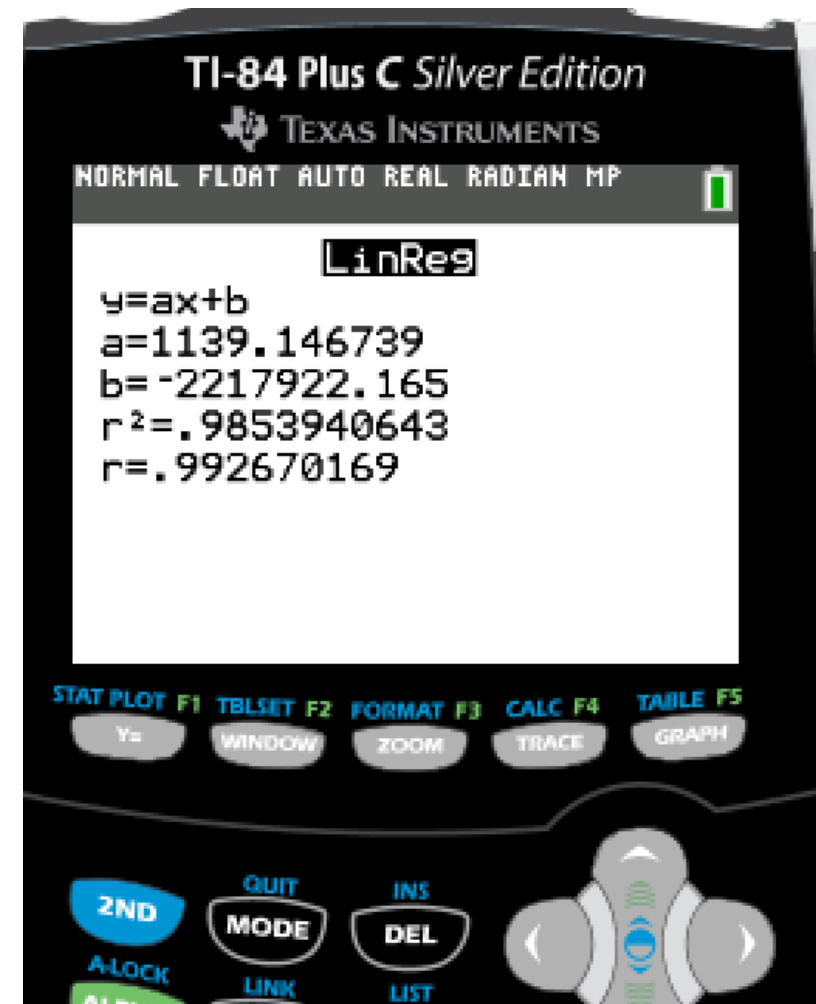 TI-84 Plus C Silver Edition
TEXAS INSTRUMENTS
NORMAL FLOAT AUTO REAL RADIAN MP
LinReg
y=ax+b
a=1139.146739
b=-2217922.165
r²=.9853940643
r=.992670169
STAT PLOT F1 TBLSET F2 FORMAT F3 CALC F4 TABLE F5
Y= WINDOW ZOOM TRACE GRAPH
QUIT INS
2ND MODE DEL
A-LOCK LINK LIST